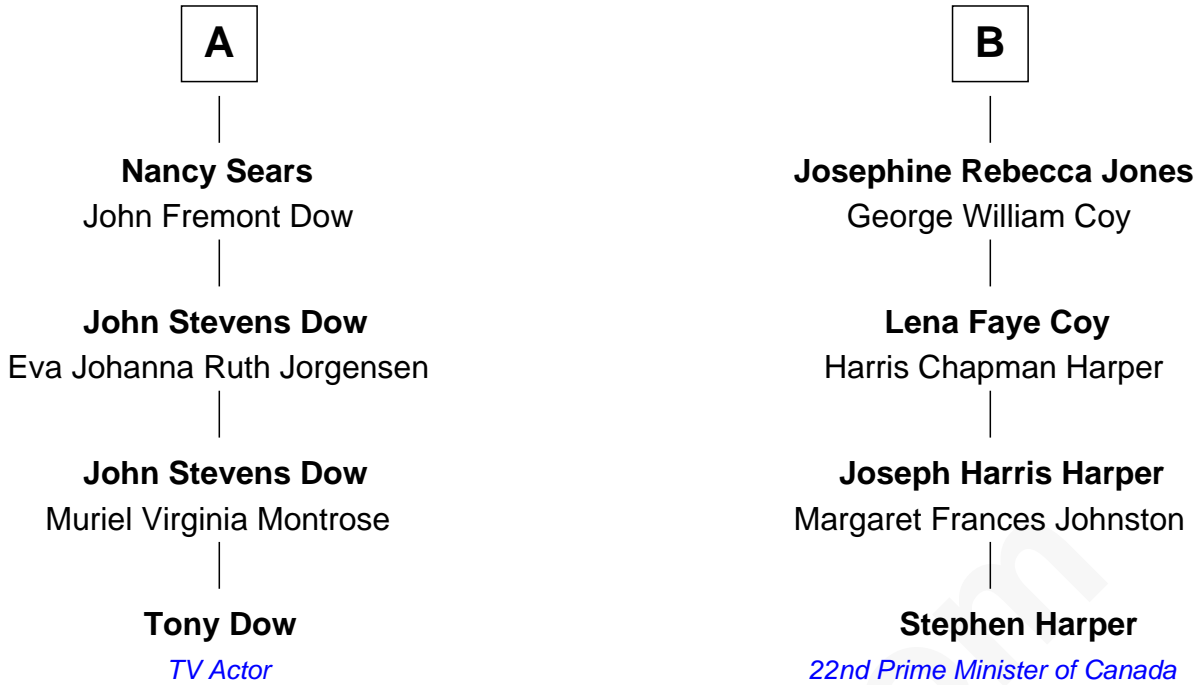 A
Nancy Sears
John Fremont Dow
John Stevens Dow
Eva Johanna Ruth Jorgensen
John Stevens Dow
Muriel Virginia Montrose
Tony Dow
TV Actor
B
Josephine Rebecca Jones
George William Coy
Lena Faye Coy
Harris Chapman Harper
Joseph Harris Harper
Margaret Frances Johnston
Stephen Harper
22nd Prime Minister of Canada